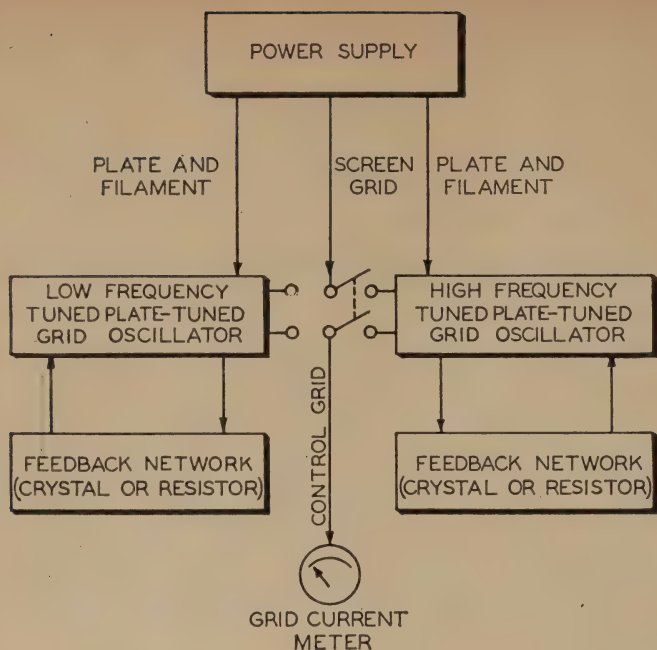 POWER SUPPLY
PLATE AND
FILAMENT
SCREEN
GRID
PLATE AND
FILAMENT
LOW FREQUENCY
TUNED PLATE-TUNED
GRID OSCILLATOR
HIGH FREQUENCY
TUNED PLATE-TUNED
GRID OSCILLATOR
FEEDBACK NETWORK
(CRYSTAL OR RESISTOR)
CONTROL GRID
FEEDBACK NETWORK
(CRYSTAL OR RESISTOR)
GRID CURRENT
METER